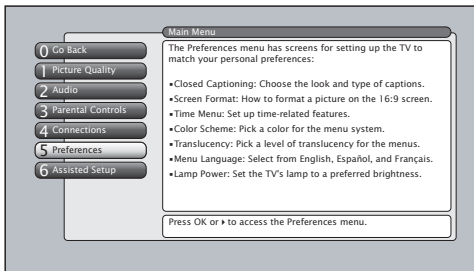 Main Menu
0 Go Back
1 Picture Quality
2 Audio
3 Parental Controls
4 Connections
5 Preferences
6 Assisted Setup
The Preferences menu has screens for setting up the TV to
match your personal preferences:
▪Closed Captioning: Choose the look and type of captions.
▪Screen Format: How to format a picture on the 16:9 screen.
▪Time Menu: Set up time-related features.
▪Color Scheme: Pick a color for the menu system.
▪Translucency: Pick a level of translucency for the menus.
▪Menu Language: Select from English, Español, and Français.
▪Lamp Power: Set the TV's lamp to a preferred brightness.
Press OK or ▸ to access the Preferences menu.